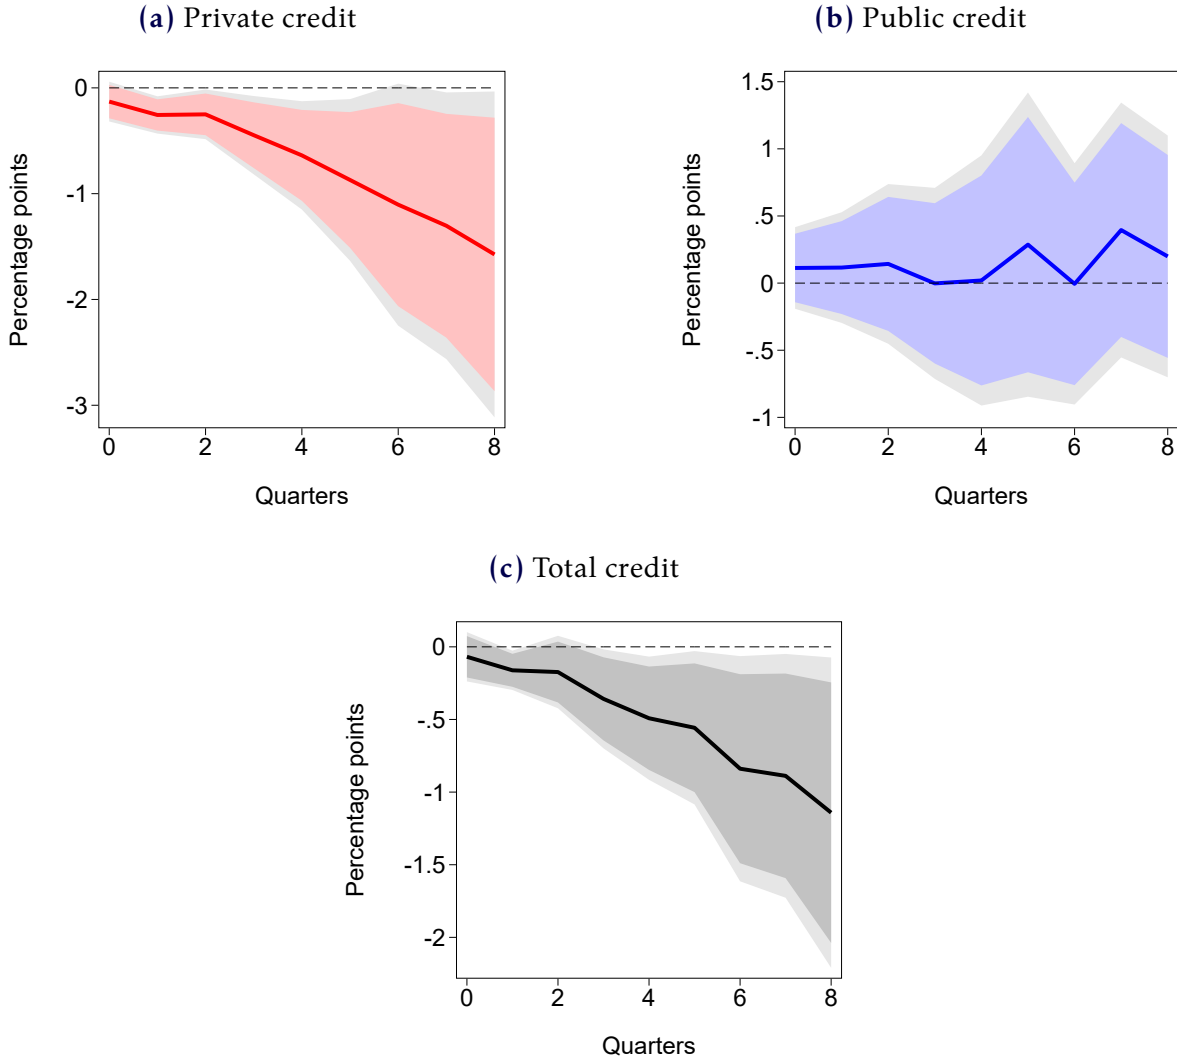 (a) Private credit
0
-1
-2
-3
Percentage points
0 2 4 6 8
Quarters
(b) Public credit
1.5
1
.5
0
-.5
-1
Percentage points
0 2 4 6 8
Quarters
(c) Total credit
0
-.5
-1
-1.5
-2
Percentage points
0 2 4 6 8
Quarters